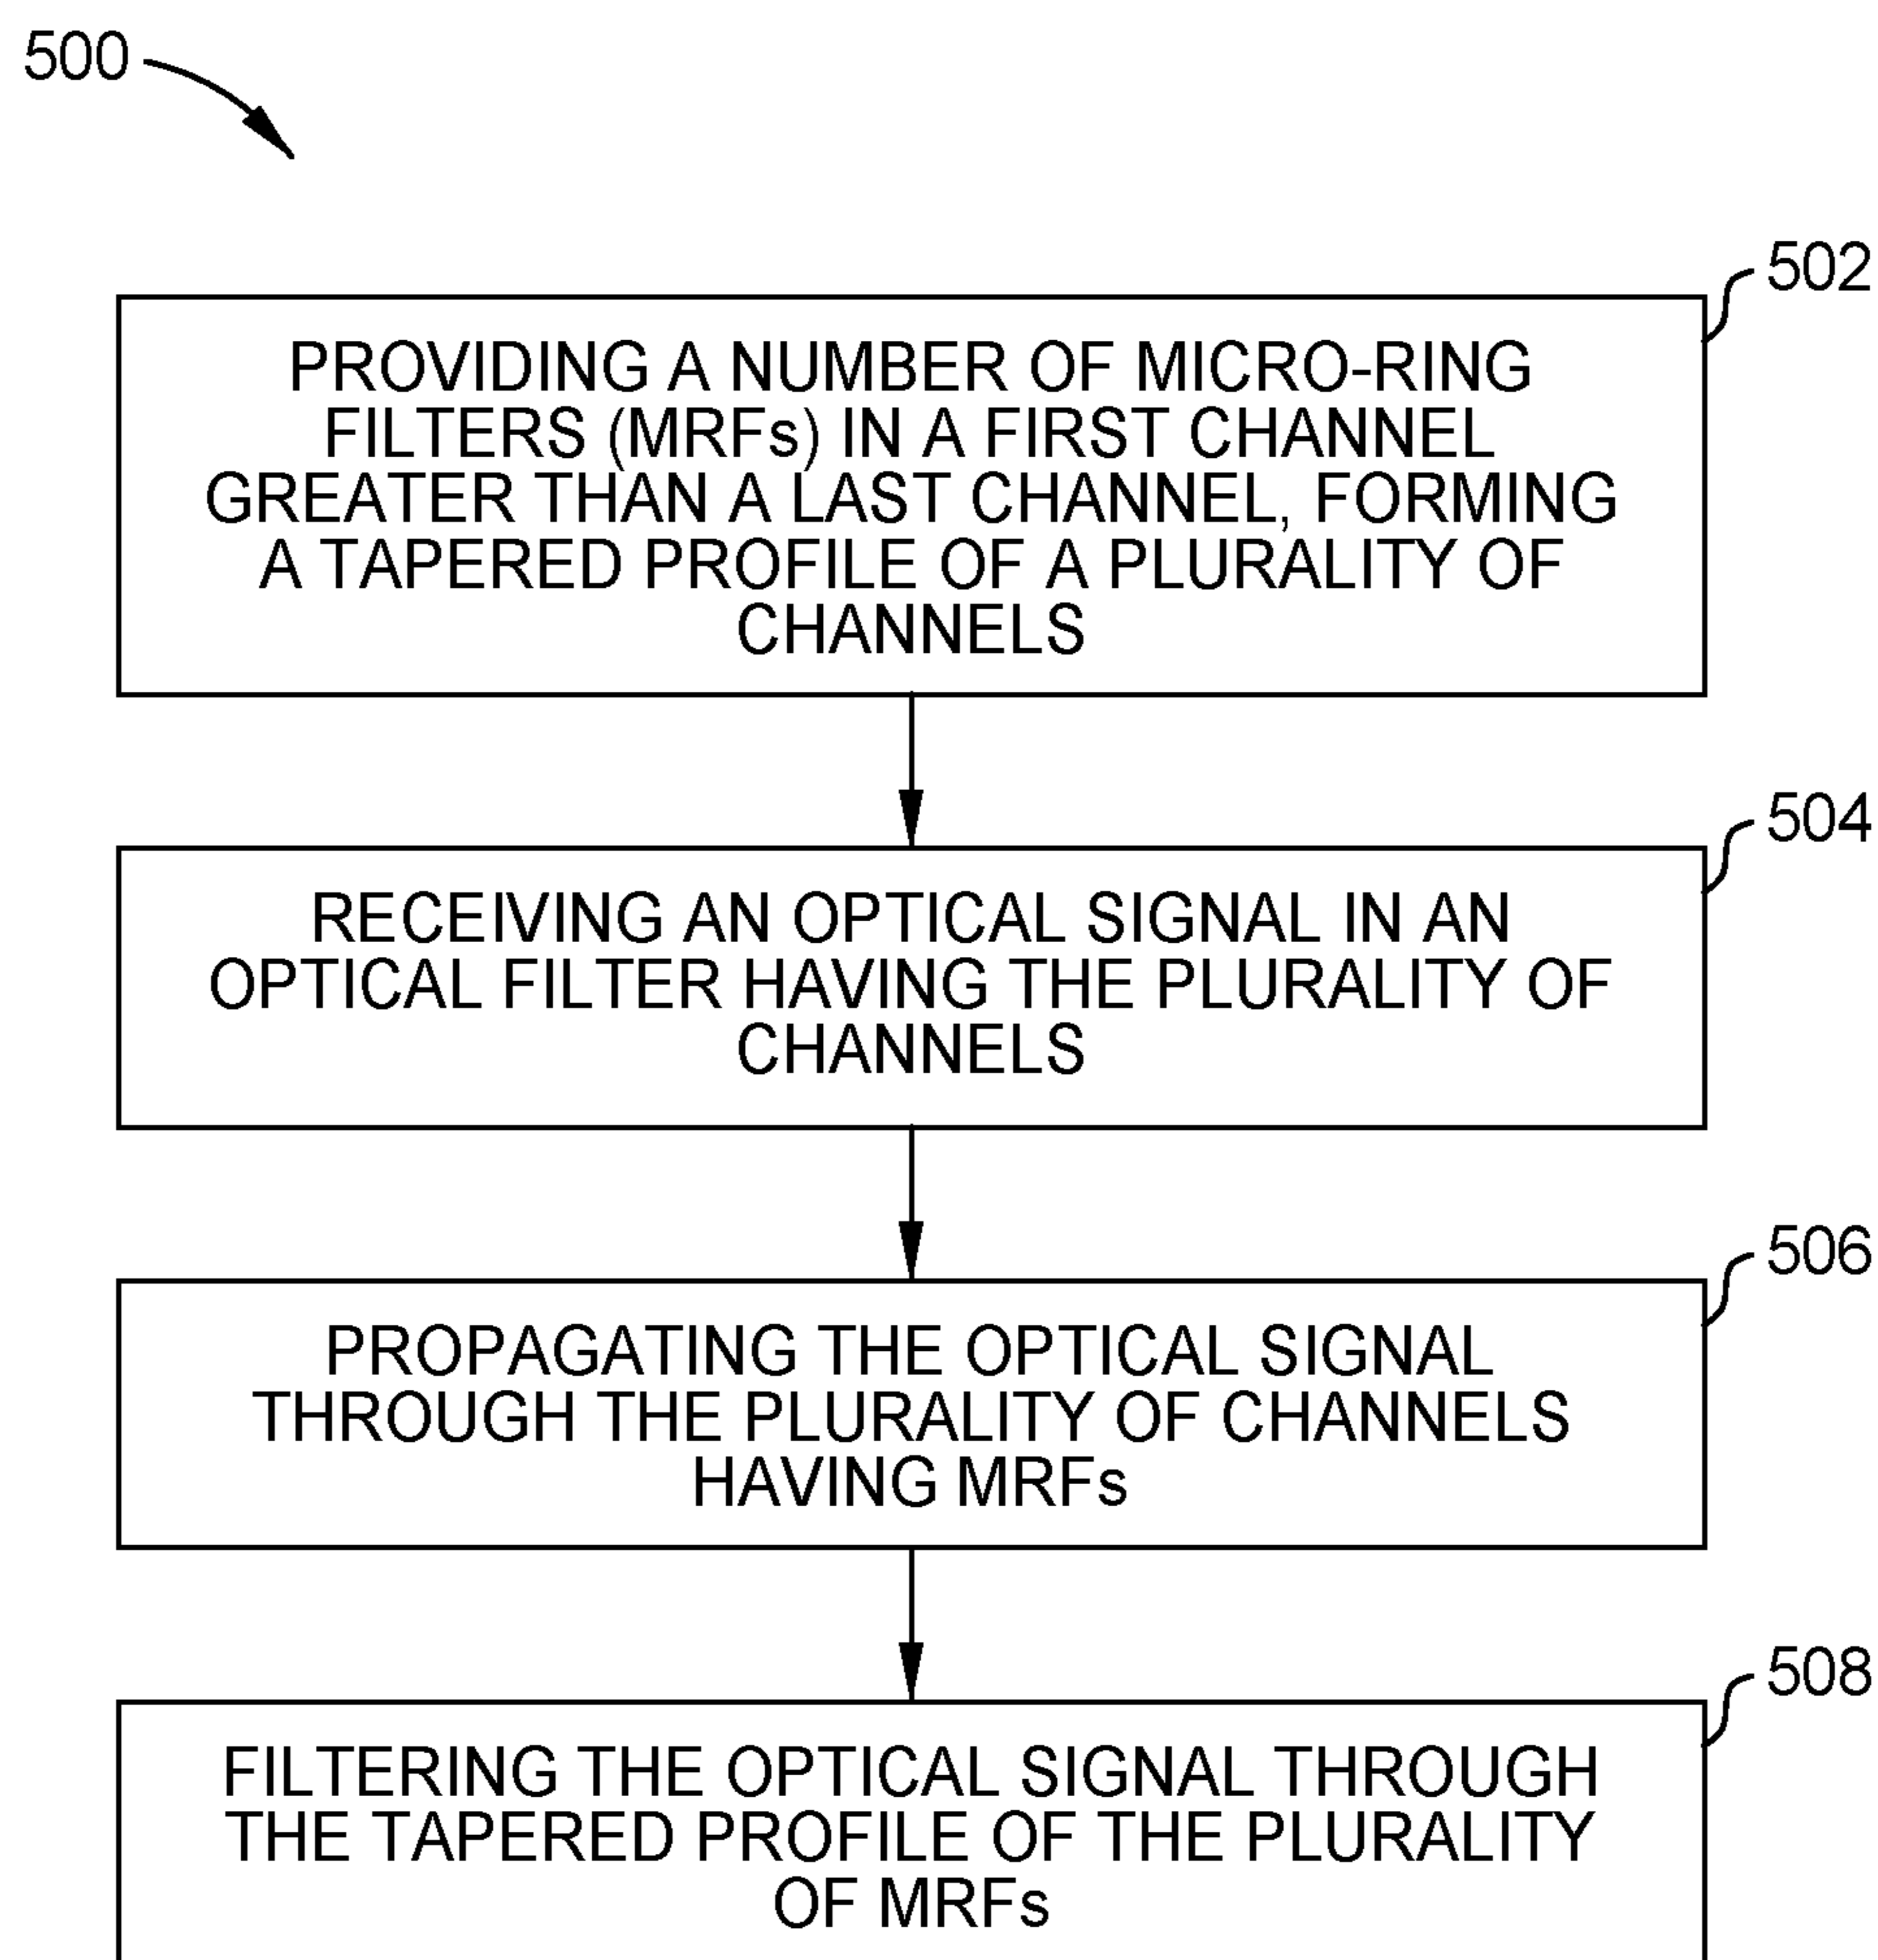 500
502
PROVIDING A NUMBER OF MICRO-RING
FILTERS (MRFs) IN A FIRST CHANNEL
GREATER THAN A LAST CHANNEL, FORMING
A TAPERED PROFILE OF A PLURALITY OF
CHANNELS
504
RECEIVING AN OPTICAL SIGNAL IN AN
OPTICAL FILTER HAVING THE PLURALITY OF
CHANNELS
506
PROPAGATING THE OPTICAL SIGNAL
THROUGH THE PLURALITY OF CHANNELS
HAVING MRFs
508
FILTERING THE OPTICAL SIGNAL THROUGH
THE TAPERED PROFILE OF THE PLURALITY
OF MRFs